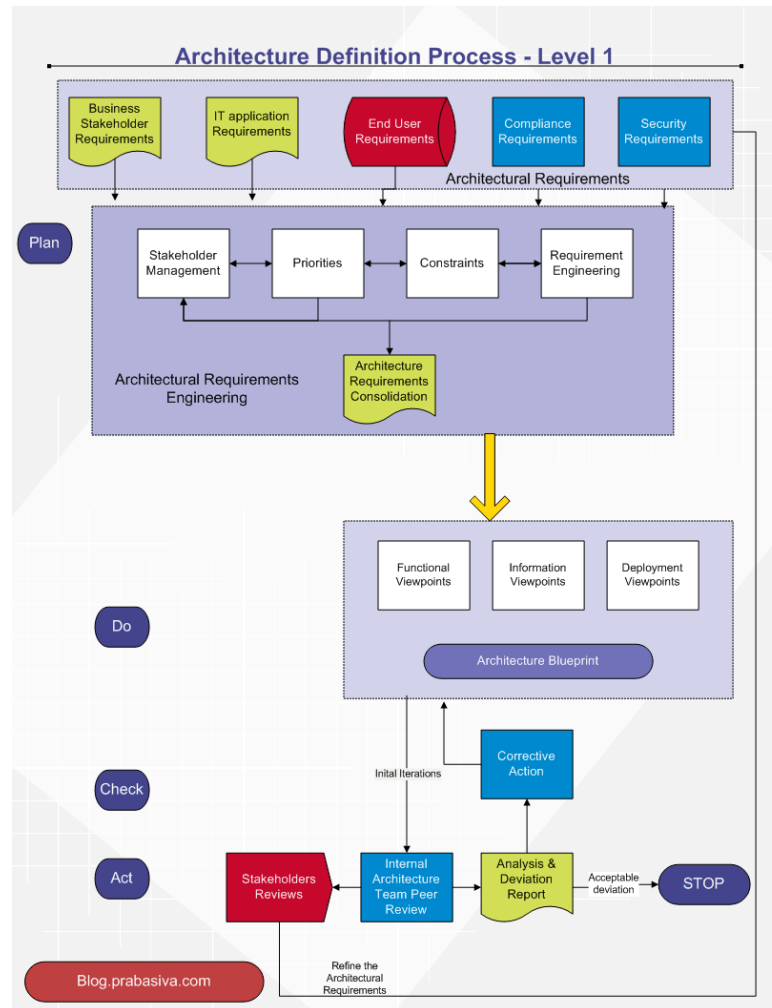 Architecture Definition Process - Level 1
Business
Stakeholder
Requirements
IT application
Requirements
End User
Requirements
Compliance
Requirements
Security
Requirements
Architectural Requirements
Plan
Stakeholder
Management
Priorities
Constraints
Requirement
Engineering
Architectural Requirements
Engineering
Architecture
Requirements
Consolidation
Functional
Viewpoints
Information
Viewpoints
Deployment
Viewpoints
Do
Architecture Blueprint
Corrective
Action
Inital Iterations
Check
Act
Stakeholders
Reviews
Internal
Architecture
Team Peer
Review
Analysis &
Deviation
Report
Acceptable
deviation
STOP
Refine the
Architectural
Requirements
Blog.prabasiva.com